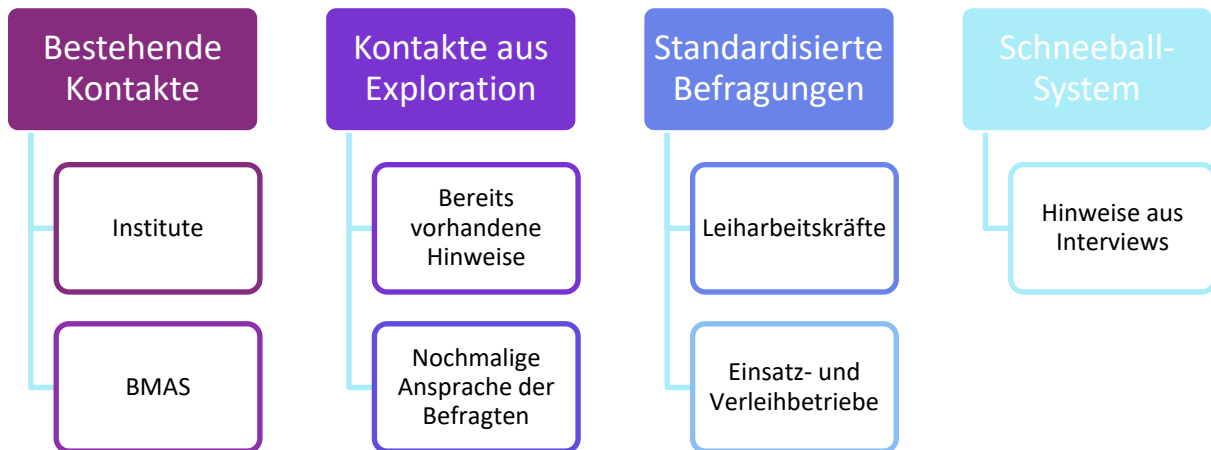 Bestehende
Kontakte
Institute
BMAS
Kontakte aus
Exploration
Bereits
vorhandene
Hinweise
Nochmalige
Ansprache der
Befragten
Standardisierte
Befragungen
Leiharbeitskräfte
Einsatz- und
Verleihbetriebe
Schneeball-
System
Hinweise aus
Interviews